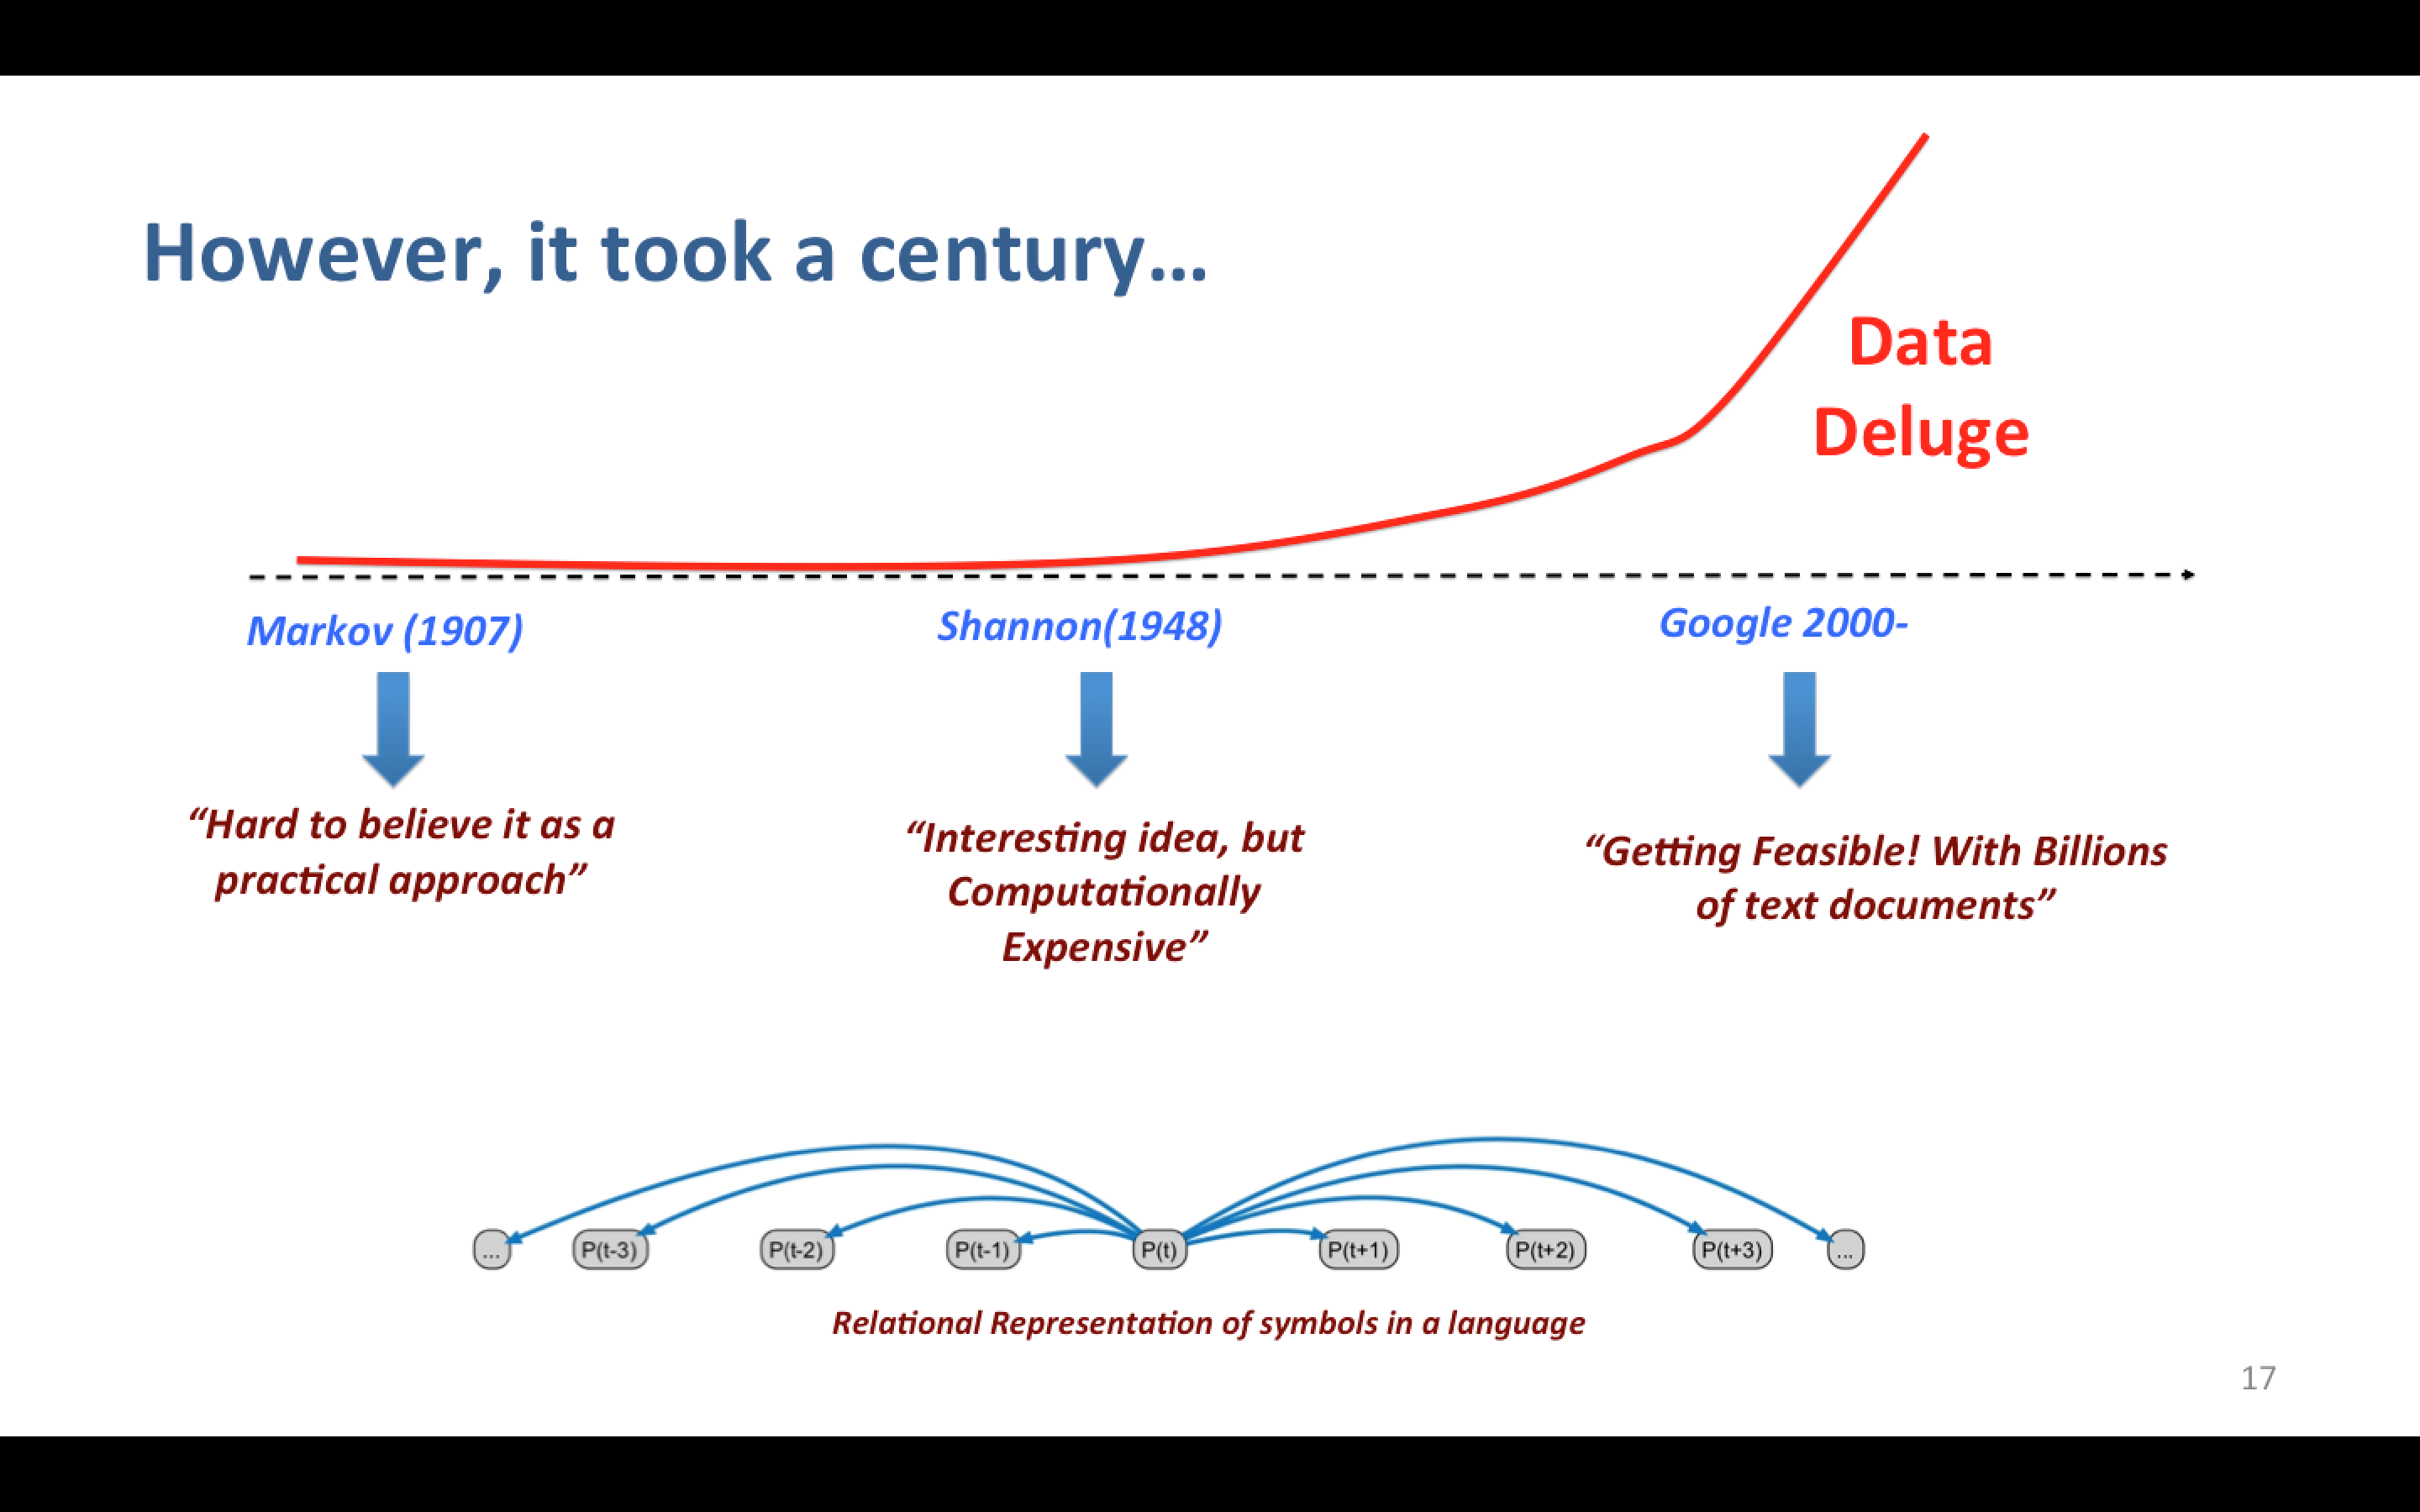 However, it took a century...
Data
Deluge
Markov (1907)
Shannon(1948)
Google 2000-
“Hard to believe it as a
practical approach”
“Interesting idea, but
Computationally
Expensive”
“Getting Feasible! With Billions
of text documents”
... P(t-3) P(t-2) P(t-1) P(t) P(t+1) P(t+2) P(t+3) ...
Relational Representation of symbols in a language
17